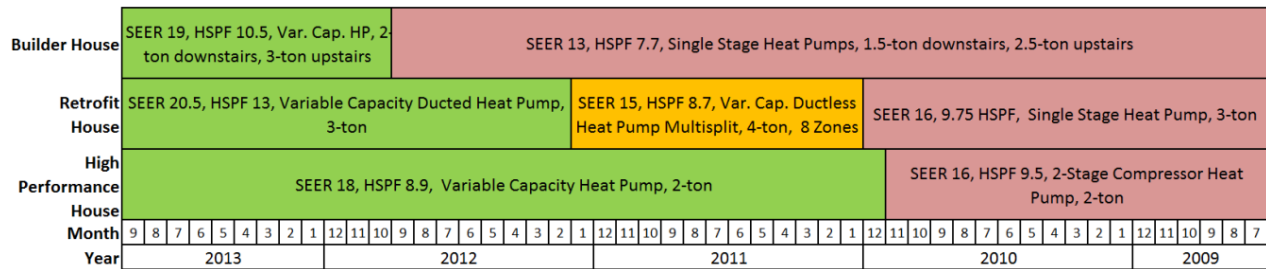 Builder House
SEER 19, HSPF 10.5, Var. Cap. HP, 2-
ton downstairs, 3-ton upstairs
SEER 13, HSPF 7.7, Single Stage Heat Pumps, 1.5-ton downstairs, 2.5-ton upstairs
Retrofit
House
SEER 20.5, HSPF 13, Variable Capacity Ducted Heat Pump,
3-ton
SEER 15, HSPF 8.7, Var. Cap. Ductless
Heat Pump Multisplit, 4-ton, 8 Zones
SEER 16, 9.75 HSPF, Single Stage Heat Pump, 3-ton
High
Performance
House
SEER 18, HSPF 8.9, Variable Capacity Heat Pump, 2-ton
SEER 16, HSPF 9.5, 2-Stage Compressor Heat
Pump, 2-ton
Month 9 8 7 6 5 4 3 2 1 12 11 10 9 8 7 6 5 4 3 2 1 12 11 10 9 8 7 6 5 4 3 2 1 12 11 10 9 8 7 6 5 4 3 2 1 12 11 10 9 8 7
Year 2013 2012 2011 2010 2009